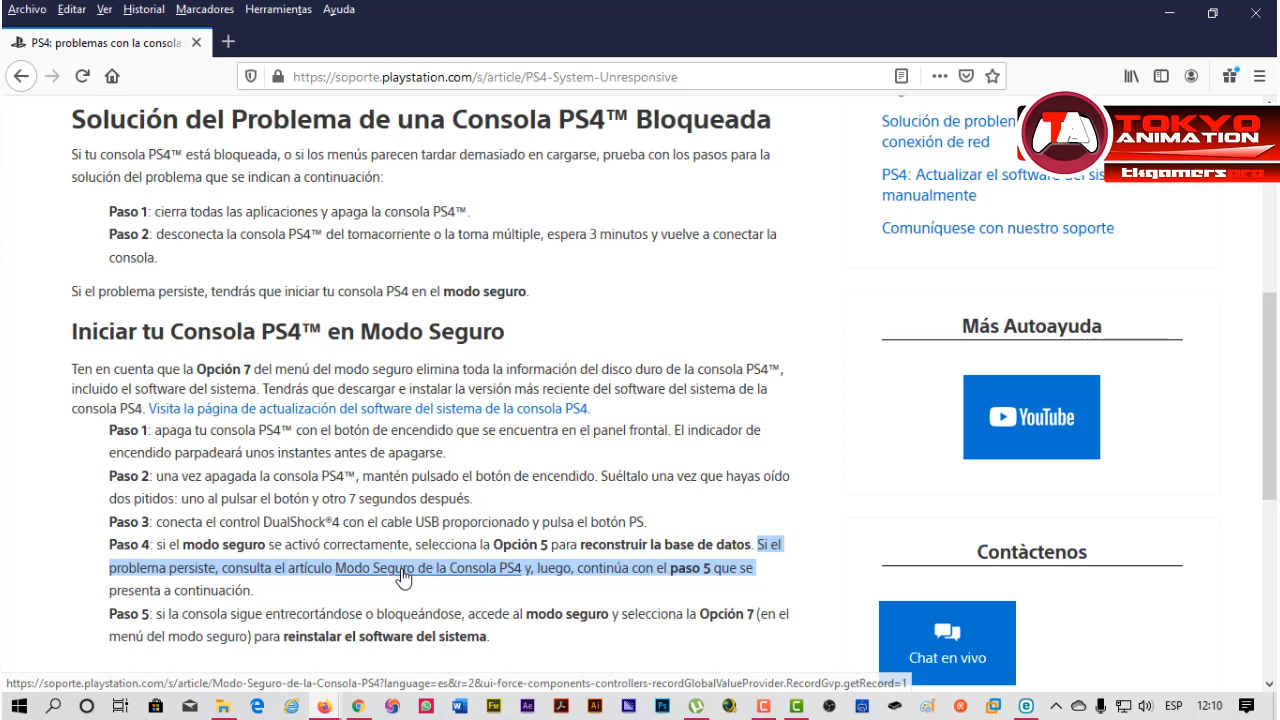 Archivo Editar Ver Historial Marcadores Herramientas Ayuda
PS4: problemas con la consola
https://soporte.playstation.com/s/article/PS4-System-Unresponsive
Solución del Problema de una Consola PS4™ Bloqueada
Si tu consola PS4™ está bloqueada, o si los menús parecen tardar demasiado en cargarse, prueba con los pasos para la
solución del problema que se indican a continuación:
Paso 1: cierra todas las aplicaciones y apaga la consola PS4™.
Paso 2: desconecta la consola PS4™ del tomacorriente o la toma múltiple, espera 3 minutos y vuelve a conectar la
consola.
Si el problema persiste, tendrás que iniciar tu consola PS4 en el modo seguro.
Iniciar tu Consola PS4™ en Modo Seguro
Ten en cuenta que la Opción 7 del menú del modo seguro elimina toda la información del disco duro de la consola PS4™,
incluido el software del sistema. Tendrás que descargar e instalar la versión más reciente del software del sistema de la
consola PS4. Visita la página de actualización del software del sistema de la consola PS4.
Paso 1: apaga tu consola PS4™ con el botón de encendido que se encuentra en el panel frontal. El indicador de
encendido parpadeará unos instantes antes de apagarse.
Paso 2: una vez apagada la consola PS4™, mantén pulsado el botón de encendido. Suéltalo una vez que hayas oído
dos pitidos: uno al pulsar el botón y otro 7 segundos después.
Paso 3: conecta el control DualShock®4 con el cable USB proporcionado y pulsa el botón PS.
Paso 4: si el modo seguro se activó correctamente, selecciona la Opción 5 para reconstruir la base de datos. Si el
problema persiste, consulta el artículo Modo Seguro de la Consola PS4 y, luego, continúa con el paso 5 que se
presenta a continuación.
Paso 5: si la consola sigue entrecortándose o bloqueándose, accede al modo seguro y selecciona la Opción 7 (en el
menú del modo seguro) para reinstalar el software del sistema.
Solución de problem
conexión de red
PS4: Actualizar el software del sis
manualmente
Comuníquese con nuestro soporte
TA
TOKYO
ANIMATION
tkgamers.org
Más Autoayuda
YouTube
Contàctenos
Chat en vivo
https://soporte.playstation.com/s/article/Modo-Seguro-de-la-Consola-PS4?language=es&r=2&ui-force-components-controllers-recordGlobalValueProvider.RecordGvp.getRecord=1
Fw Ae Ai Ps
ESP 12:10